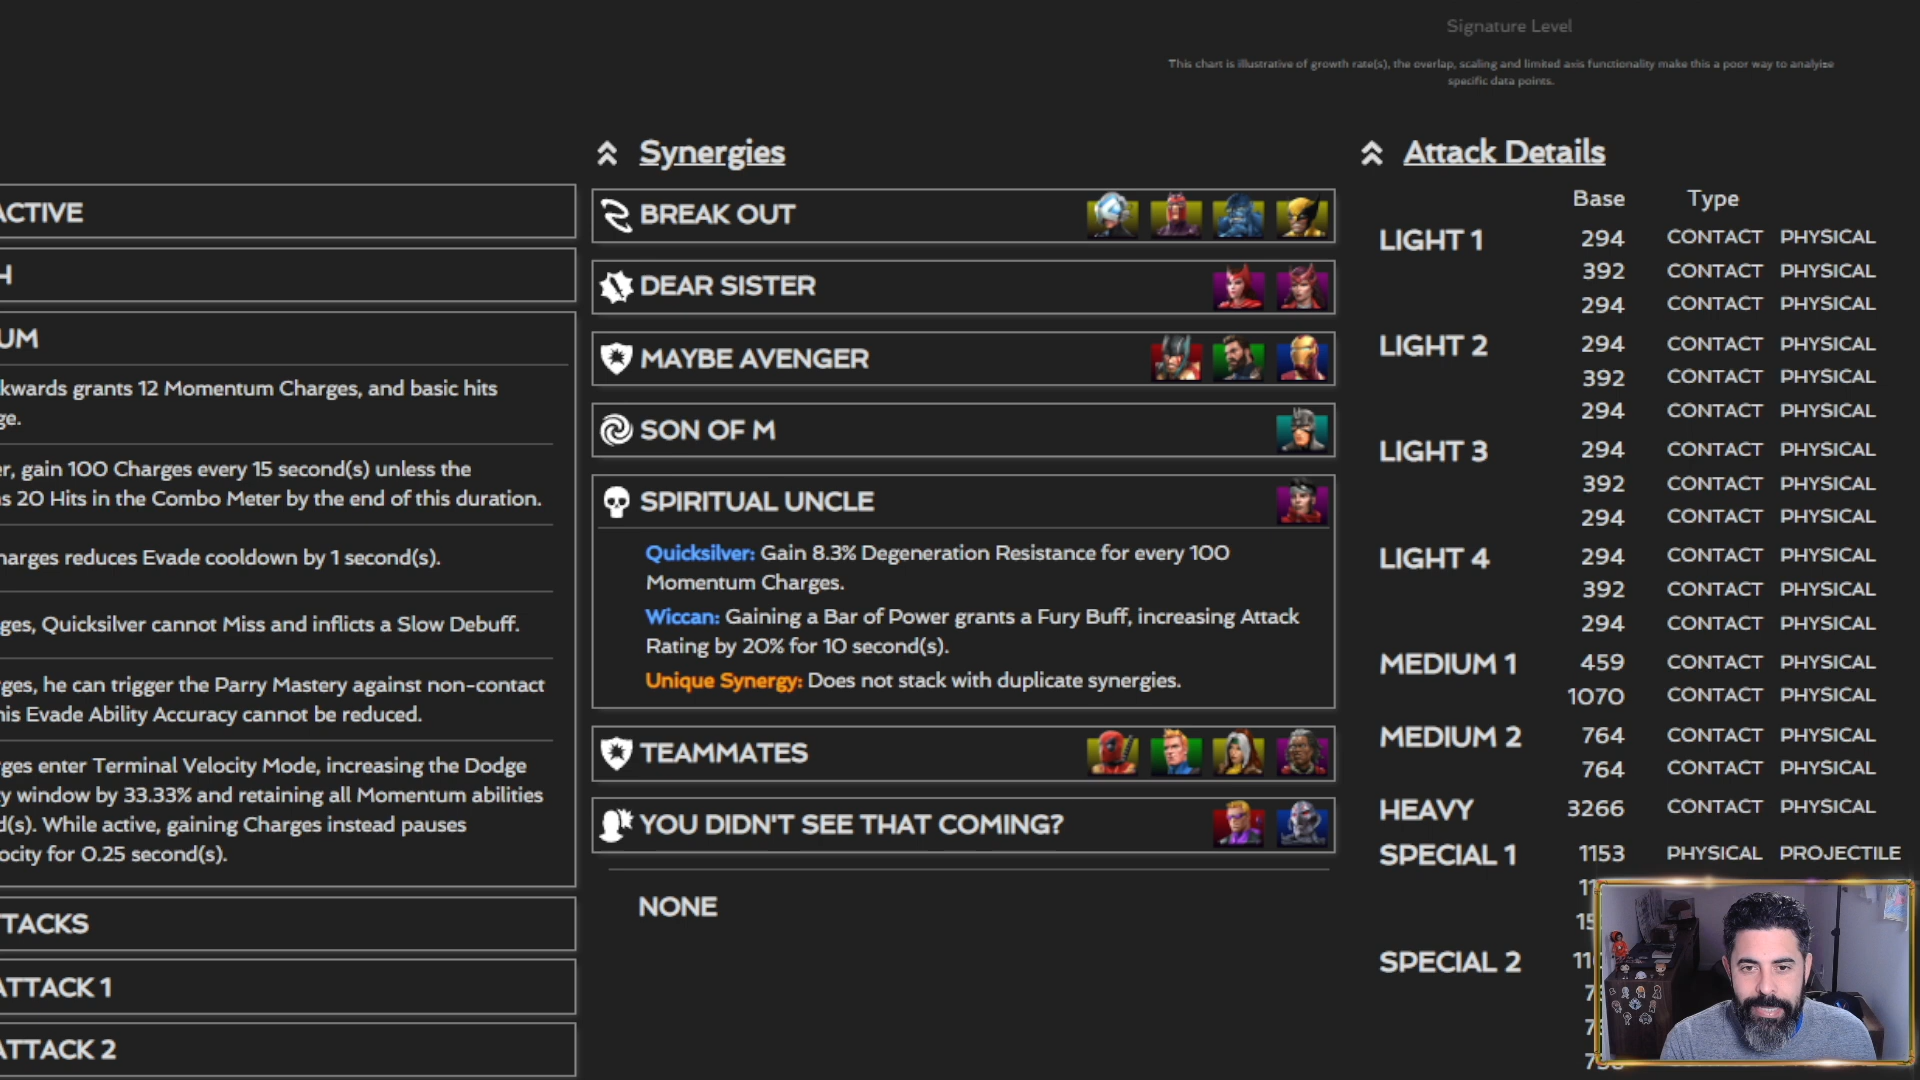 Signature Level
This chart is illustrative of growth rate(s), the overlap, scaling and limited axis functionality make this a poor way to analyise
specific data points.
ACTIVE
H
UM
kwards grants 12 Momentum Charges, and basic hits
ge.
er, gain 100 Charges every 15 second(s) unless the
s 20 Hits in the Combo Meter by the end of this duration.
harges reduces Evade cooldown by 1 second(s).
ges, Quicksilver cannot Miss and inflicts a Slow Debuff.
ges, he can trigger the Parry Mastery against non-contact
his Evade Ability Accuracy cannot be reduced.
ges enter Terminal Velocity Mode, increasing the Dodge
y window by 33.33% and retaining all Momentum abilities
d(s). While active, gaining Charges instead pauses
ocity for 0.25 second(s).
TTACKS
ATTACK 1
ATTACK 2
Synergies
BREAK OUT
DEAR SISTER
MAYBE AVENGER
SON OF M
SPIRITUAL UNCLE
Quicksilver: Gain 8.3% Degeneration Resistance for every 100
Momentum Charges.
Wiccan: Gaining a Bar of Power grants a Fury Buff, increasing Attack
Rating by 20% for 10 second(s).
Unique Synergy: Does not stack with duplicate synergies.
TEAMMATES
YOU DIDN'T SEE THAT COMING?
NONE
Attack Details
Base Type
LIGHT 1 294 CONTACT PHYSICAL
392 CONTACT PHYSICAL
294 CONTACT PHYSICAL
LIGHT 2 294 CONTACT PHYSICAL
392 CONTACT PHYSICAL
294 CONTACT PHYSICAL
LIGHT 3 294 CONTACT PHYSICAL
392 CONTACT PHYSICAL
294 CONTACT PHYSICAL
LIGHT 4 294 CONTACT PHYSICAL
392 CONTACT PHYSICAL
294 CONTACT PHYSICAL
MEDIUM 1 459 CONTACT PHYSICAL
1070 CONTACT PHYSICAL
MEDIUM 2 764 CONTACT PHYSICAL
764 CONTACT PHYSICAL
HEAVY 3266 CONTACT PHYSICAL
SPECIAL 1 1153 PHYSICAL PROJECTILE
SPECIAL 2